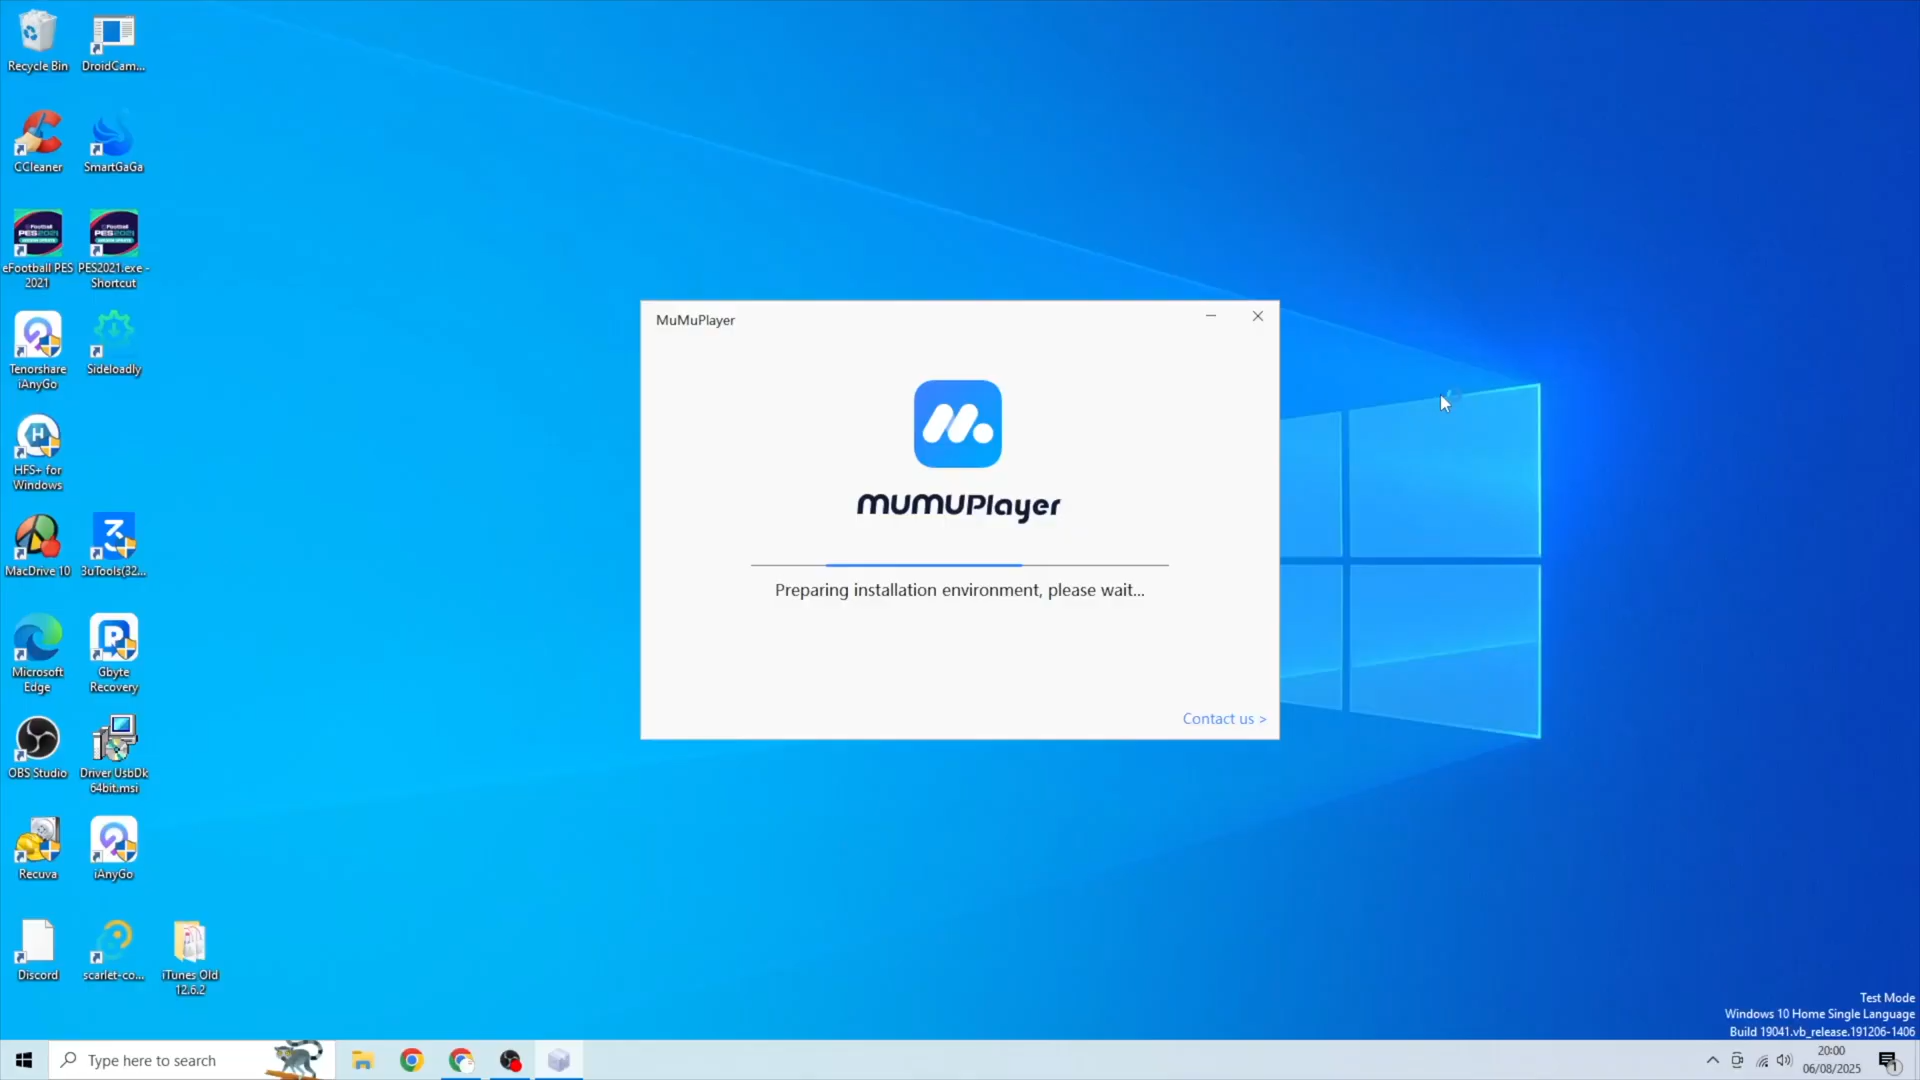 Recycle Bin
DroidCam...
CCleaner
SmartGaGa
eFootball PES
2021
PES2021.exe -
Shortcut
Tenorshare
iAnyGo
Sideloadly
HFS+ for
Windows
MacDrive 10
3uTools(32...
Microsoft
Edge
Gbyte
Recovery
OBS Studio
Driver UsbDk
64bit.msi
Recuva
iAnyGo
Discord
scarlet-co...
iTunes Old
12.6.2
MuMuPlayer
MUMUPlayer
Preparing installation environment, please wait...
Contact us >
Test Mode
Windows 10 Home Single Language
Build 19041.vb_release.191206-1406
Type here to search
20:00
06/08/2025
1